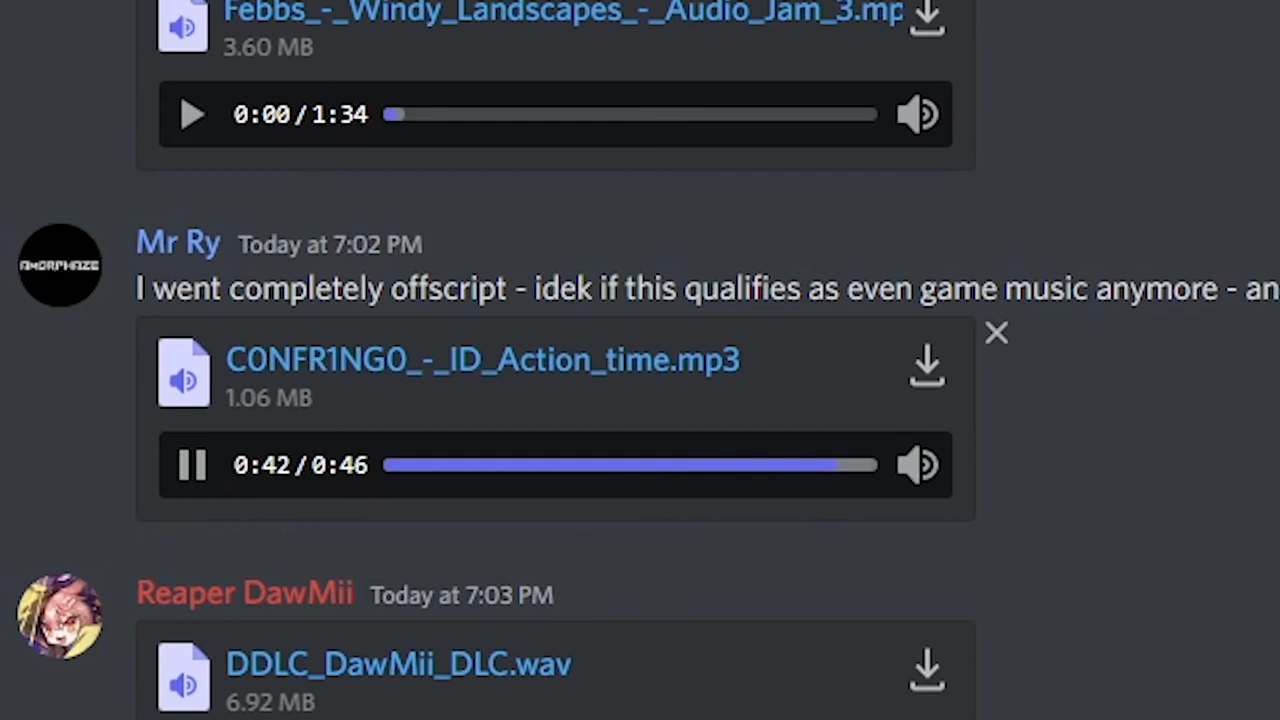 Febbs_-_Windy_Landscapes_-_Audio_Jam_3.mp
3.60 MB
0:00/1:34
Mr Ry Today at 7:02 PM
AMORPHAZE
I went completely offscript - idek if this qualifies as even game music anymore - an
C0NFR1NG0_-_ID_Action_time.mp3
1.06 MB
0:42/0:46
Reaper DawMii Today at 7:03 PM
DDLC_DawMii_DLC.wav
6.92 MB